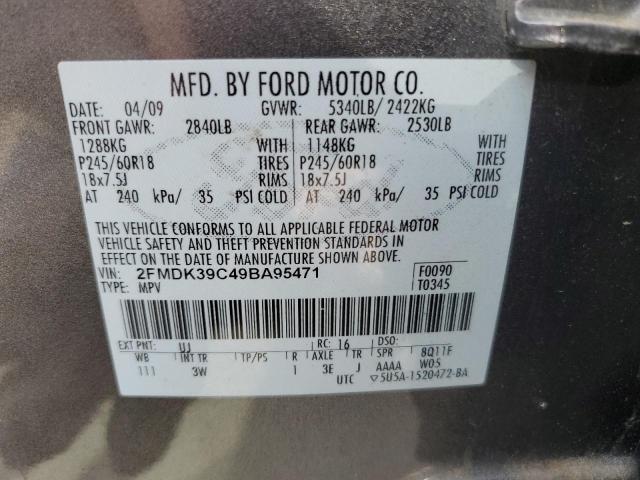 MFD. BY FORD MOTOR CO.
DATE: 04/09 GVWR: 5340LB/ 2422KG
FRONT GAWR: 2840LB REAR GAWR: 2530LB
1288KG WITH 1148KG WITH
P245/60R18 TIRES P245/60R18 TIRES
18x7.5J RIMS 18x7.5J RIMS
AT 240 kPa/ 35 PSI COLD AT 240 kPa/ 35 PSI COLD
THIS VEHICLE CONFORMS TO ALL APPLICABLE FEDERAL MOTOR
VEHICLE SAFETY AND THEFT PREVENTION STANDARDS IN
EFFECT ON THE DATE OF MANUFACTURE SHOWN ABOVE.
VIN: 2FMDK39C49BA95471 F0090
TYPE: MPV T0345
EXT PNT: UJ RC: 16 DSO:
WB INT TR TP/PS R AXLE TR SPR 8Q11F
111 3W 1 3E J AAAA W05
UTC ▽5U5A-1520472-BA